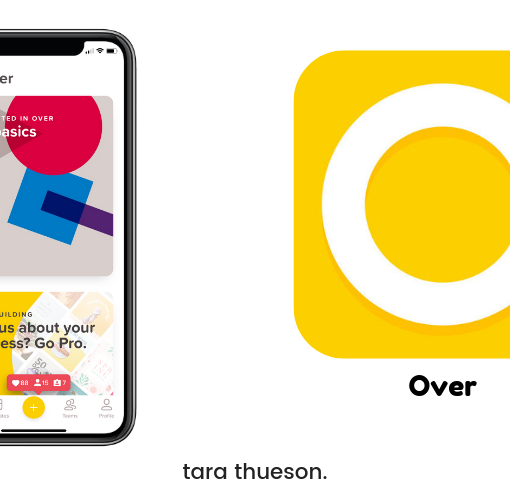 er
TED IN OVER
asics
UILDING
us about your
ess? Go Pro.
88 15 7
Teams
Profile
Over
tara thueson.